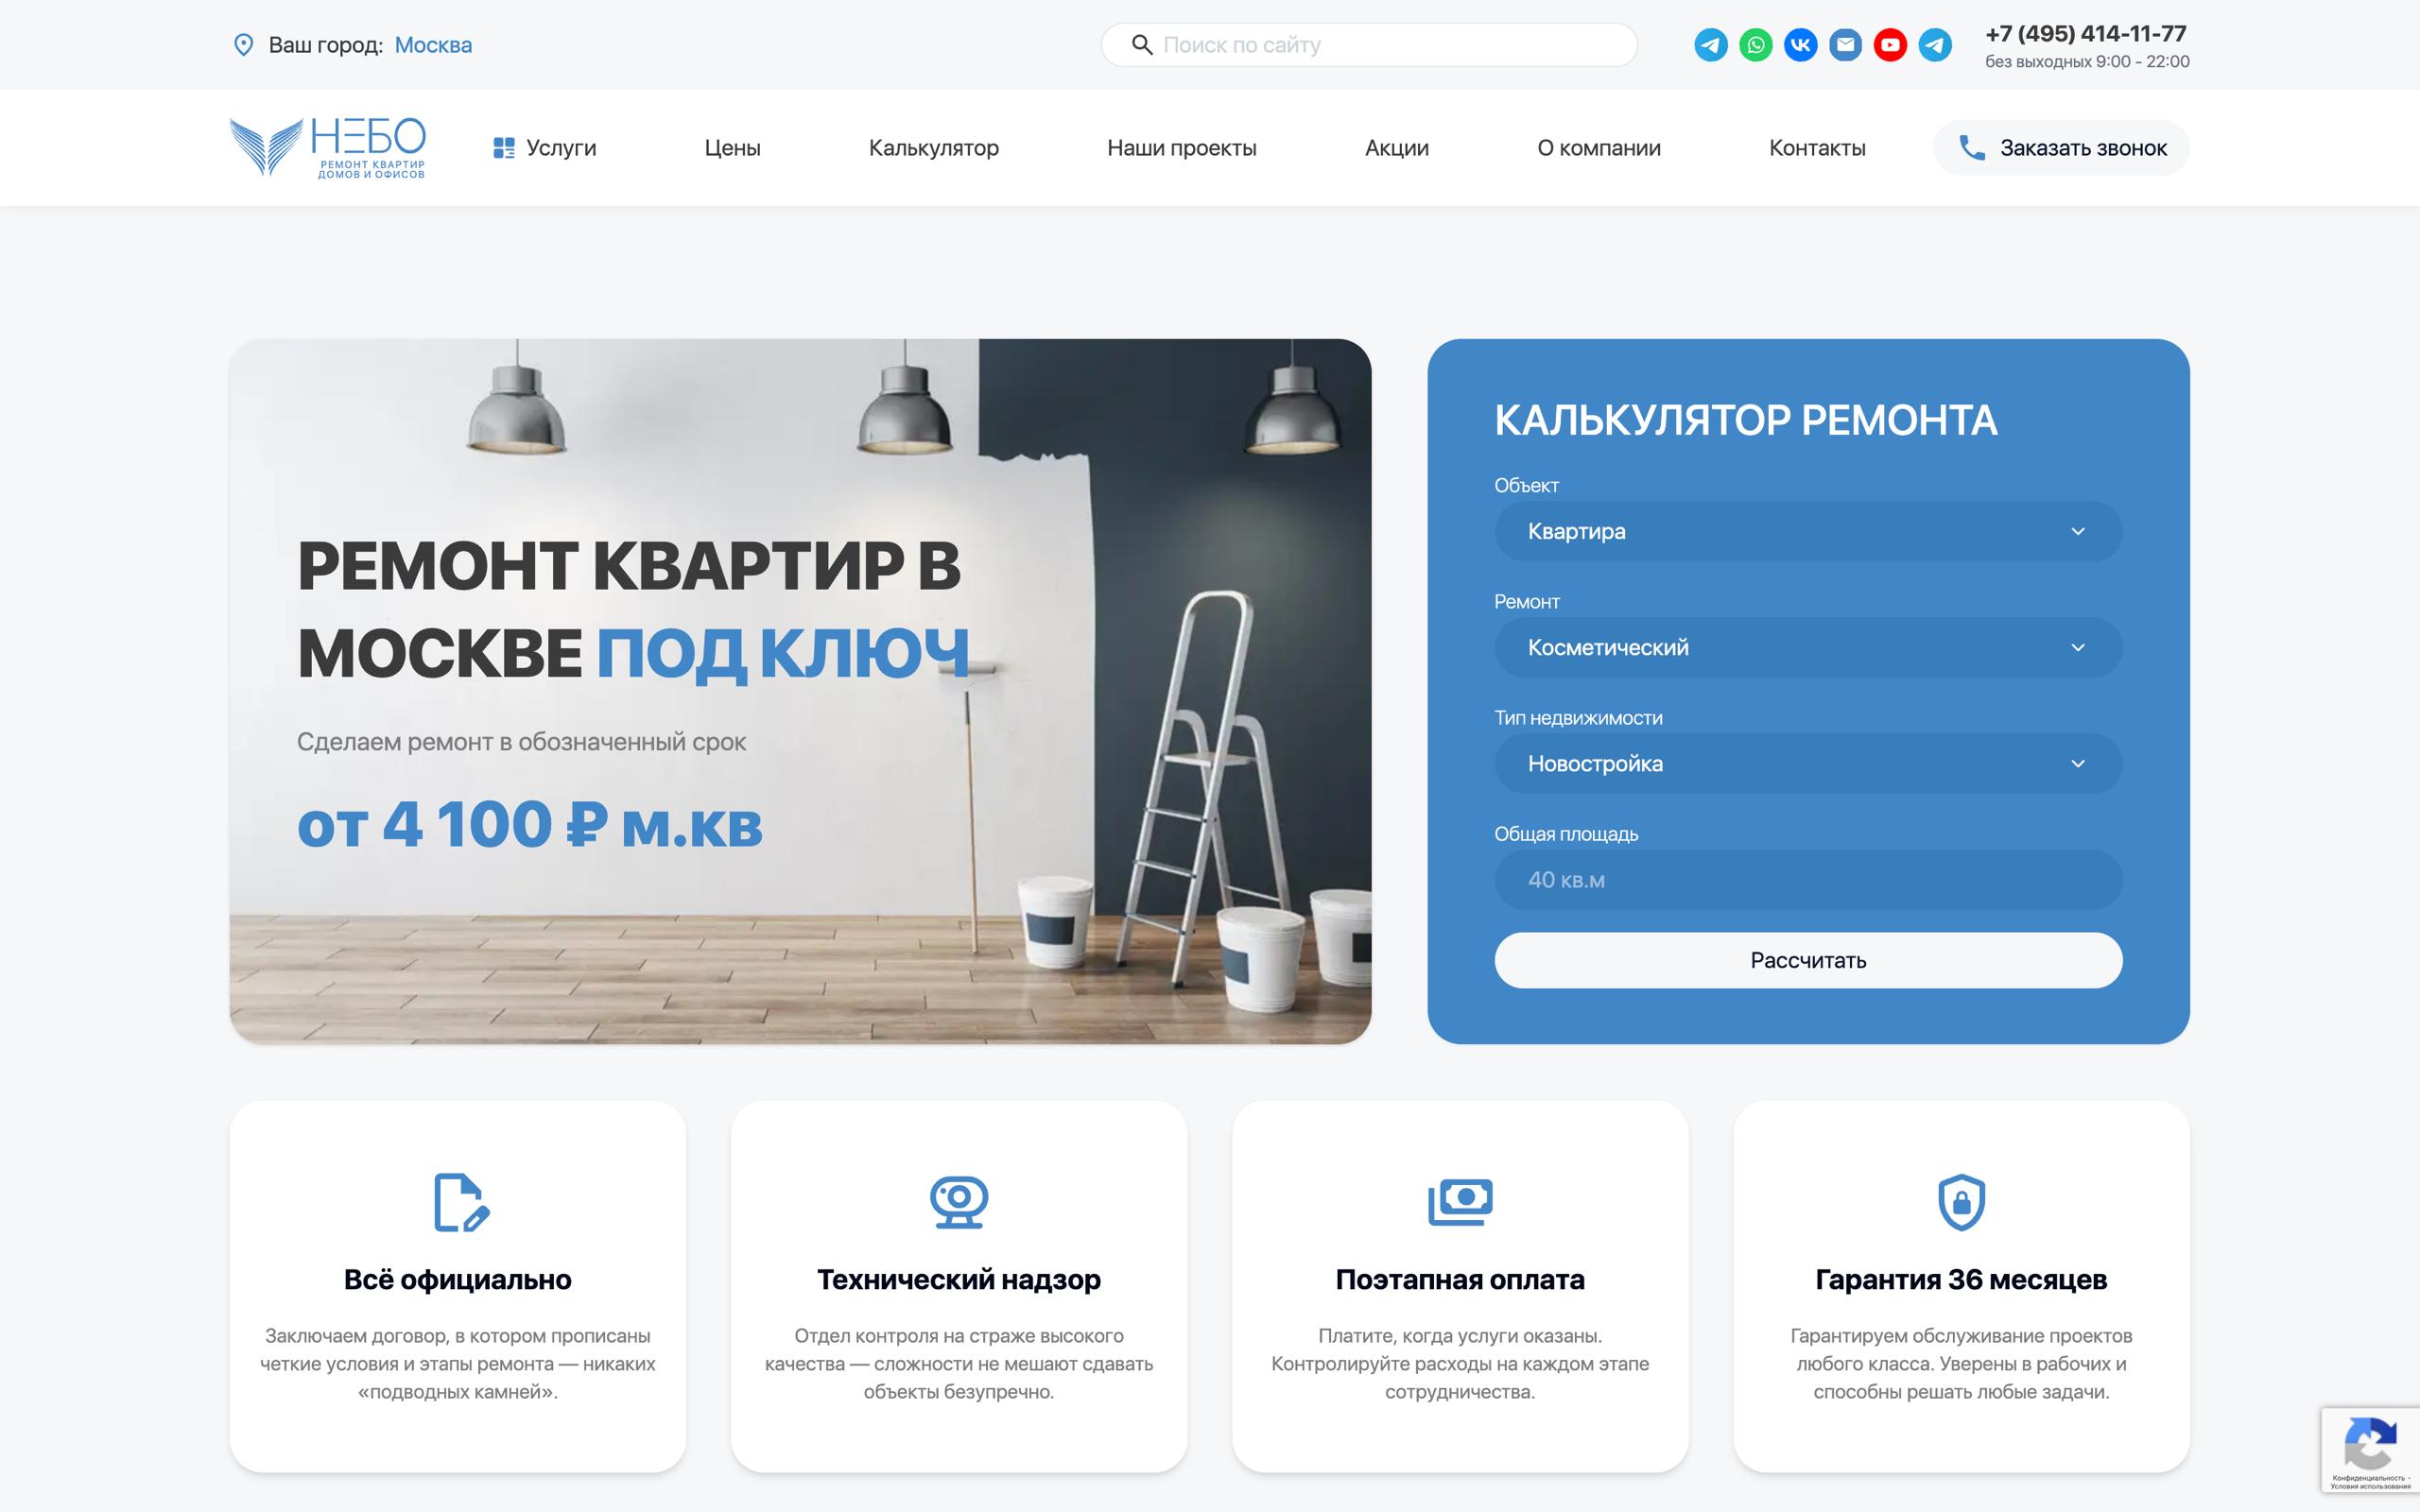 Ваш город: Москва
Поиск по сайту
+7 (495) 414-11-77
без выходных 9:00 - 22:00
НЕБО
РЕМОНТ КВАРТИР
ДОМОВ И ОФИСОВ
Услуги
Цены
Калькулятор
Наши проекты
Акции
О компании
Контакты
Заказать звонок
РЕМОНТ КВАРТИР В
МОСКВЕ ПОД КЛЮЧ
Сделаем ремонт в обозначенный срок
от 4 100 ₽ м.кв
КАЛЬКУЛЯТОР РЕМОНТА
Объект
Квартира
Ремонт
Косметический
Тип недвижимости
Новостройка
Общая площадь
40 кв.м
Рассчитать
Всё официально
Заключаем договор, в котором прописаны
четкие условия и этапы ремонта — никаких
«подводных камней».
Технический надзор
Отдел контроля на страже высокого
качества — сложности не мешают сдавать
объекты безупречно.
Поэтапная оплата
Платите, когда услуги оказаны.
Контролируйте расходы на каждом этапе
сотрудничества.
Гарантия 36 месяцев
Гарантируем обслуживание проектов
любого класса. Уверены в рабочих и
способны решать любые задачи.
Конфиденциальность -
Условия использования